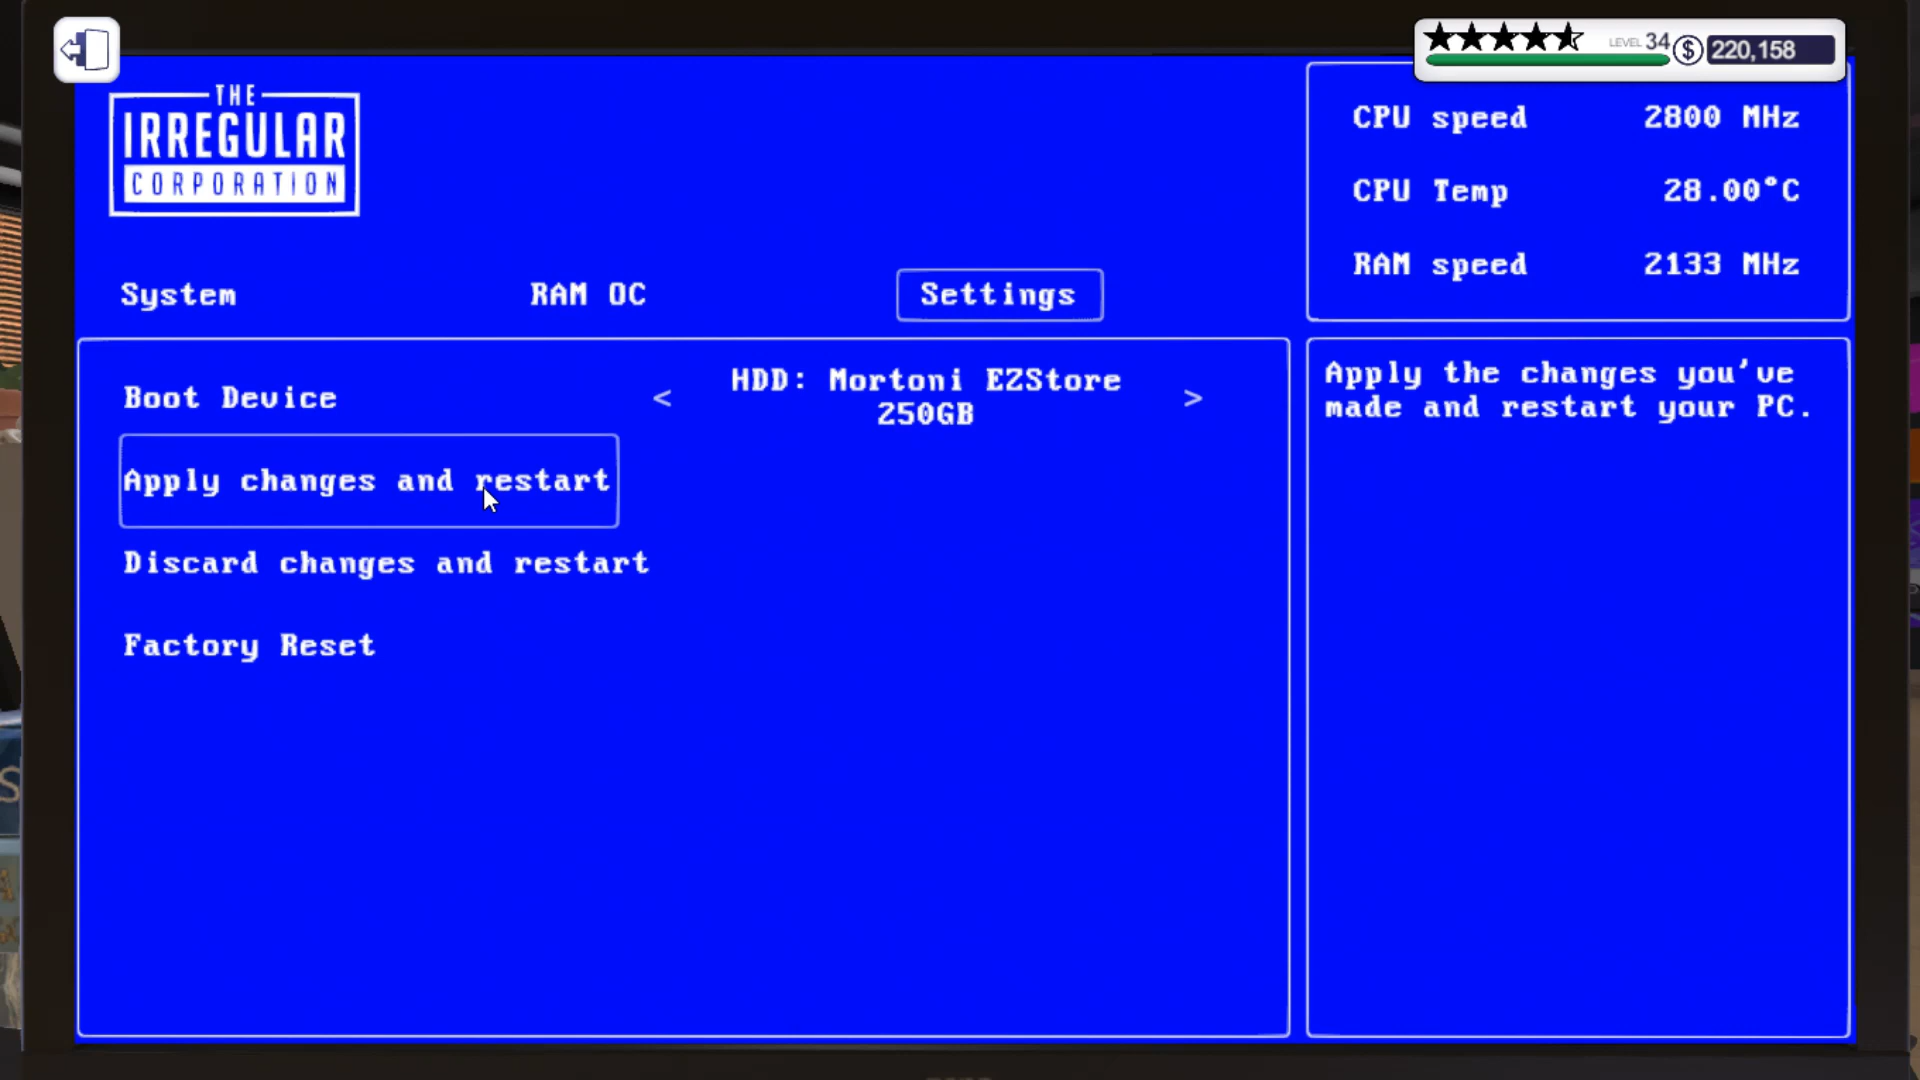 LEVEL 34
$ 220,158
THE
IRREGULAR
CORPORATION
CPU speed 2800 MHz
CPU Temp 28.00°C
RAM speed 2133 MHz
System RAM OC Settings
Boot Device < HDD: Mortoni EZStore 250GB >
Apply changes and restart
Discard changes and restart
Factory Reset
Apply the changes you've
made and restart your PC.